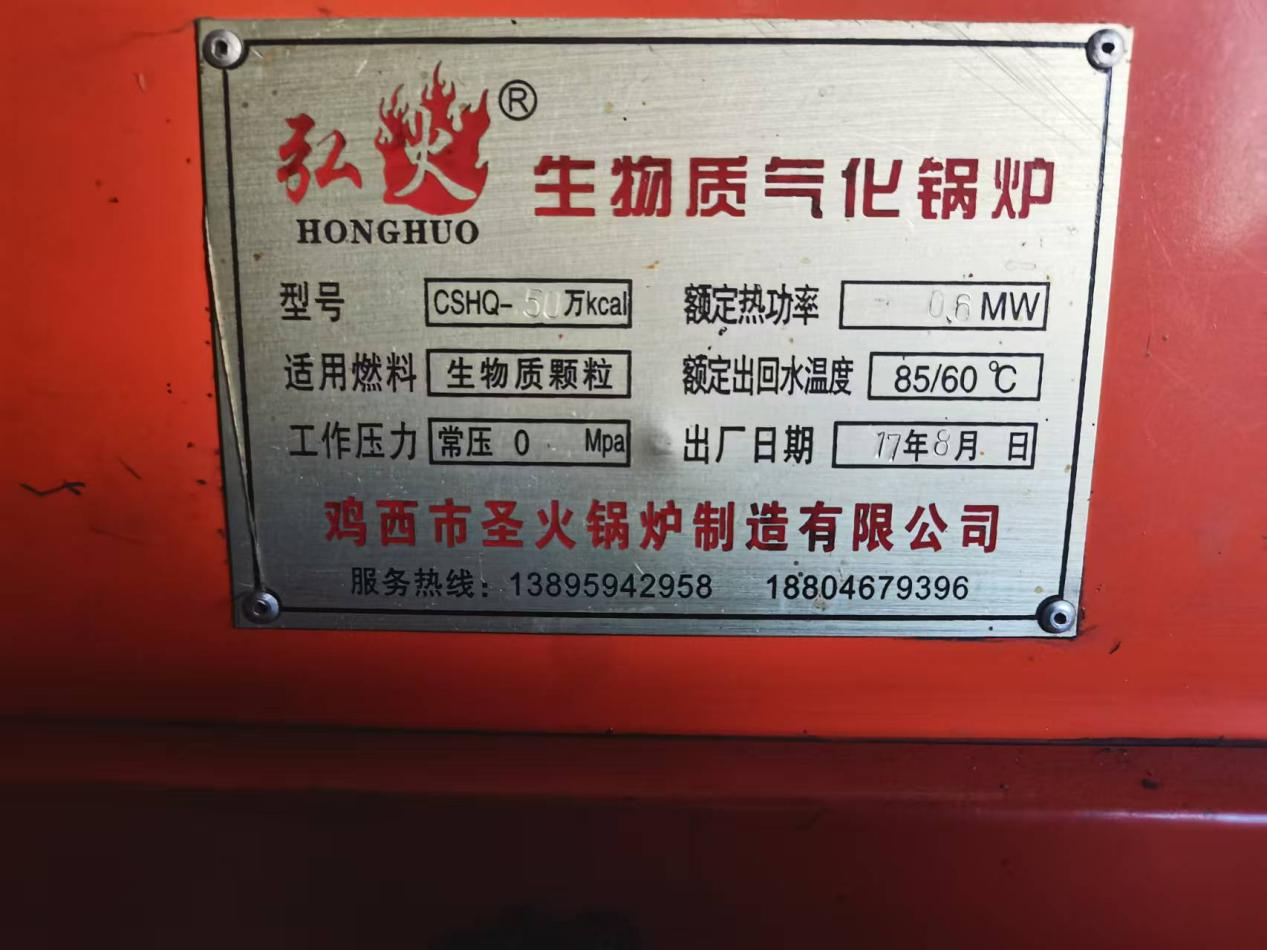 弘火® 生物质气化锅炉
HONGHUO
型号 CSHQ-50万kcal 额定热功率 0.6MW
适用燃料 生物质颗粒 额定出回水温度 85/60℃
工作压力 常压 0 Mpa 出厂日期 17年8月 日
鸡西市圣火锅炉制造有限公司
服务热线：13895942958 18804679396